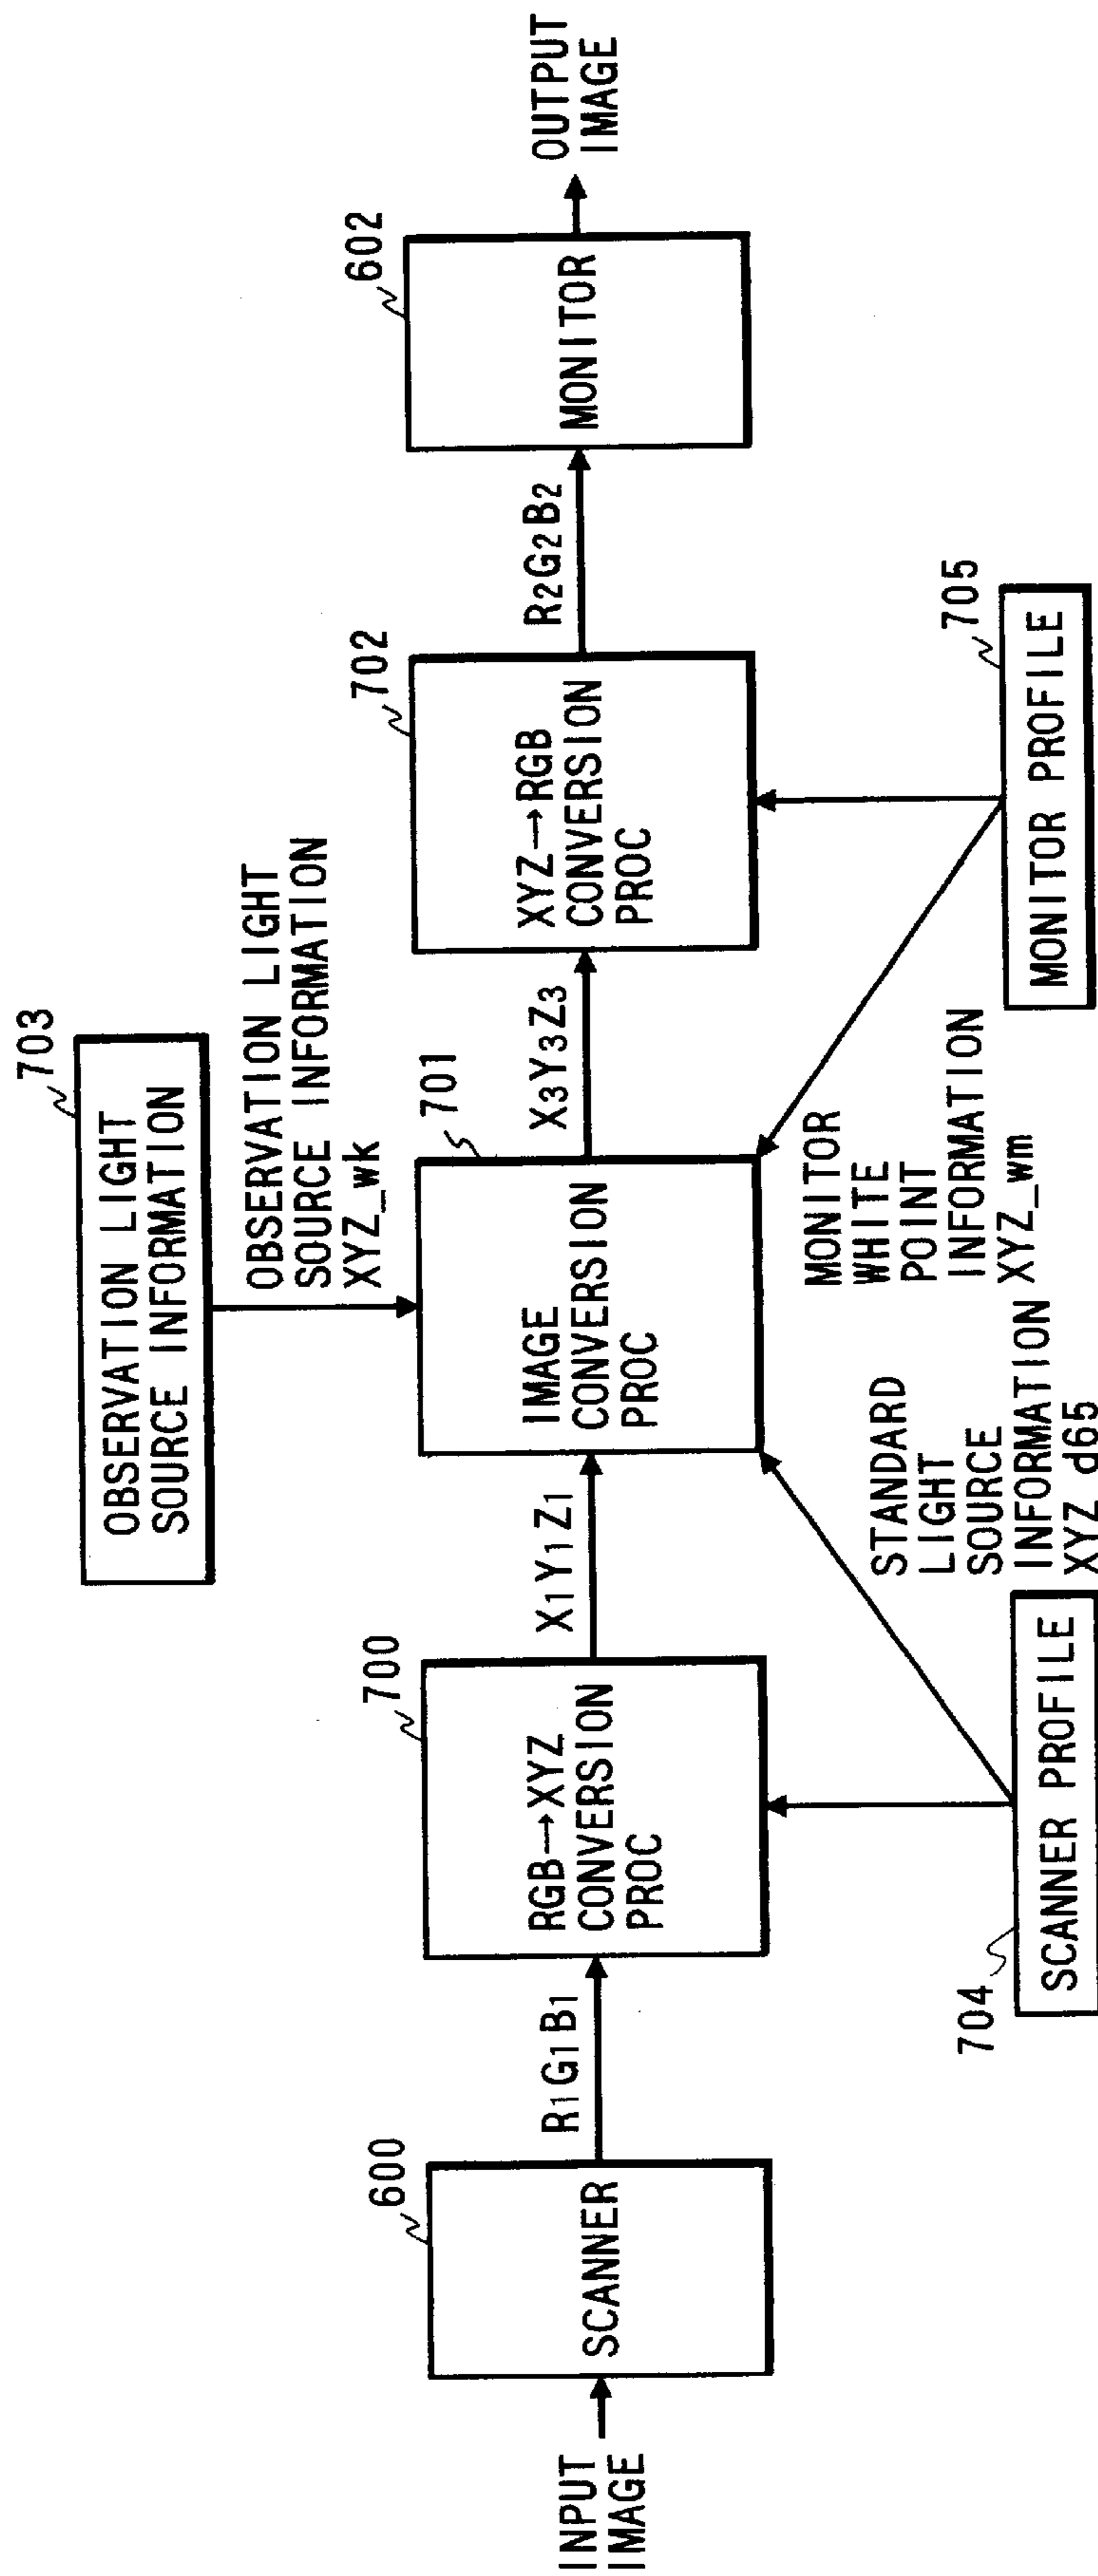 703
OBSERVATION LIGHT
SOURCE INFORMATION
OBSERVATION LIGHT
SOURCE INFORMATION
XYZ_wk
INPUT
IMAGE
600
SCANNER
R1G1B1
700
RGB→XYZ
CONVERSION
PROC
X1Y1Z1
701
IMAGE
CONVERSION
PROC
X3Y3Z3
702
XYZ→RGB
CONVERSION
PROC
R2G2B2
602
MONITOR
OUTPUT
IMAGE
704
SCANNER PROFILE
STANDARD
LIGHT
SOURCE
INFORMATION
XYZ_d65
MONITOR
WHITE
POINT
INFORMATION
XYZ_wm
705
MONITOR PROFILE